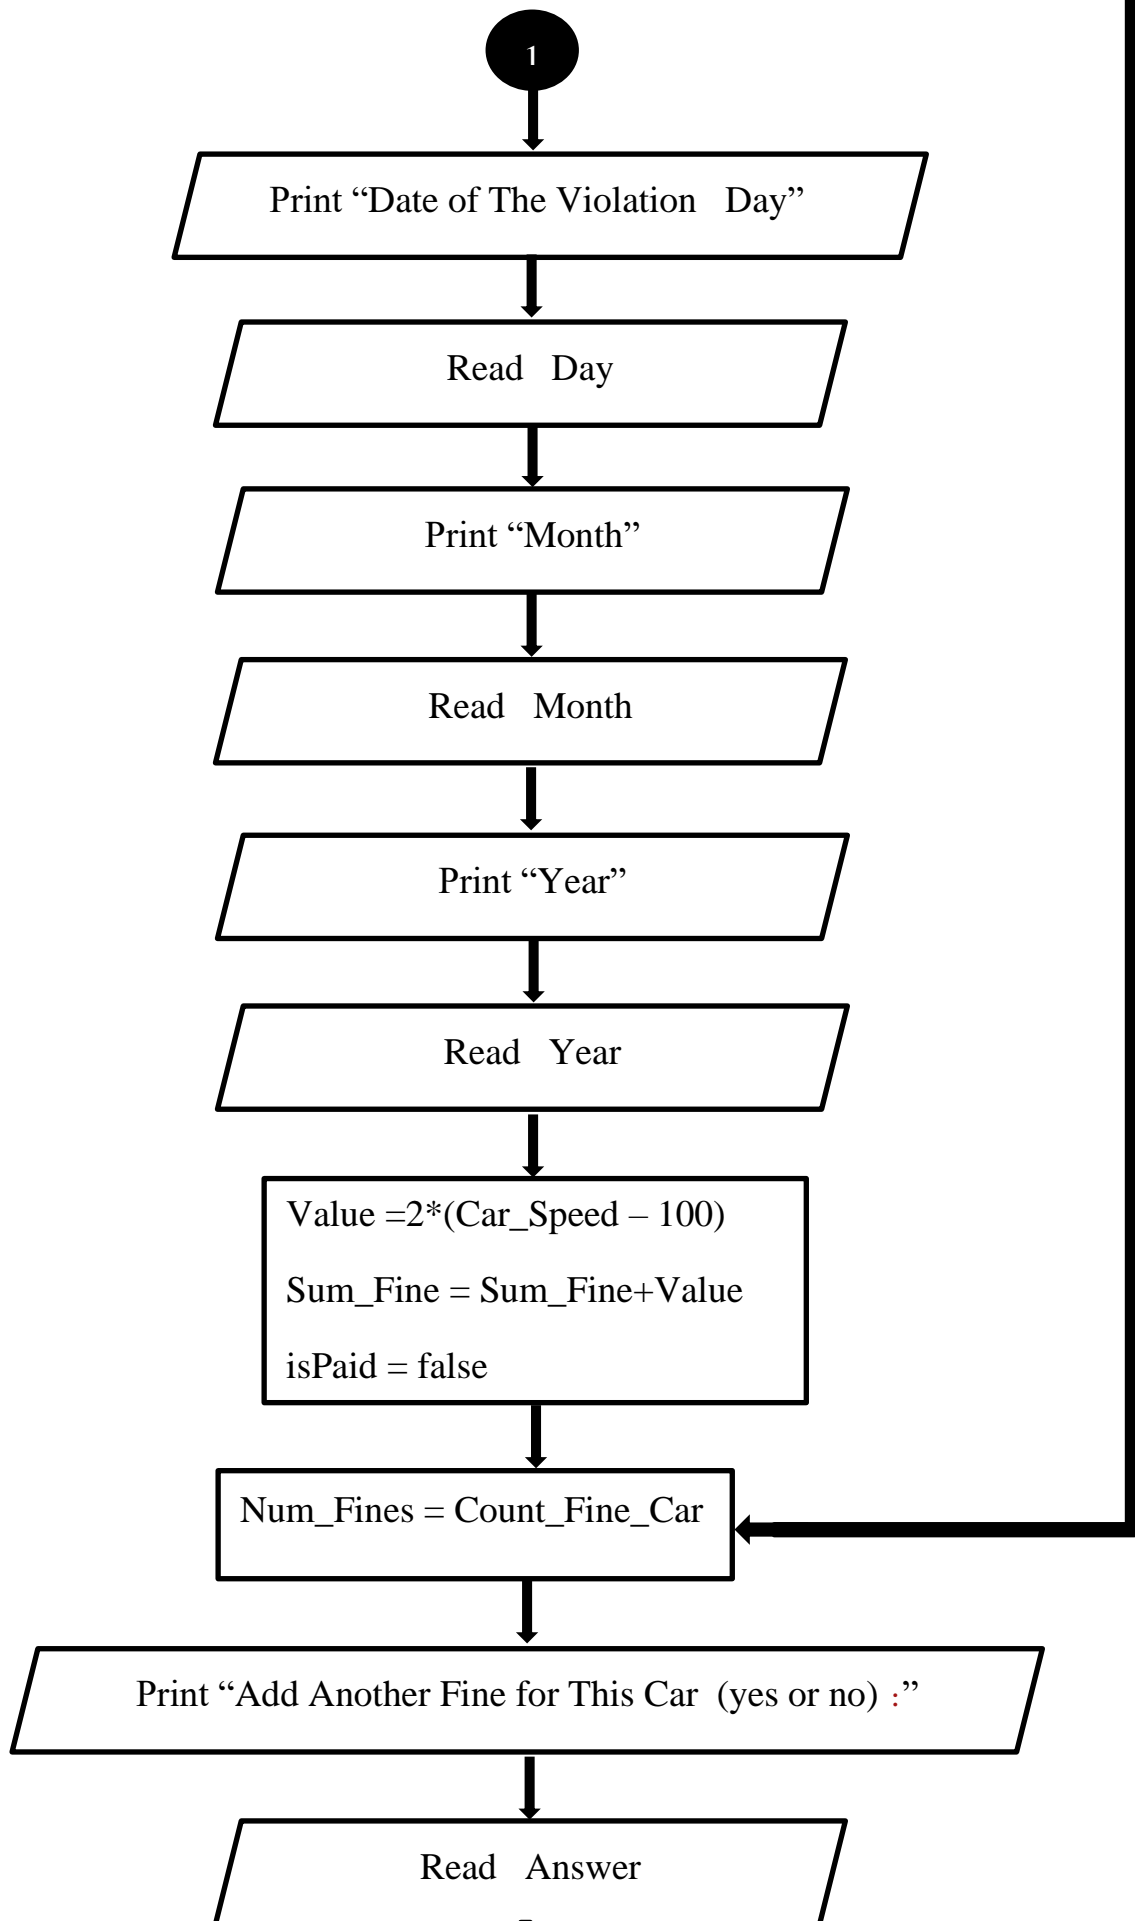 1
Print “Date of The Violation   Day”
Read   Day
Print “Month”
Read   Month
Print “Year”
Read   Year
Value =2*(Car_Speed – 100)
Sum_Fine = Sum_Fine+Value
isPaid = false
Num_Fines = Count_Fine_Car
Print “Add Another Fine for This Car  (yes or no) :”
Read   Answer